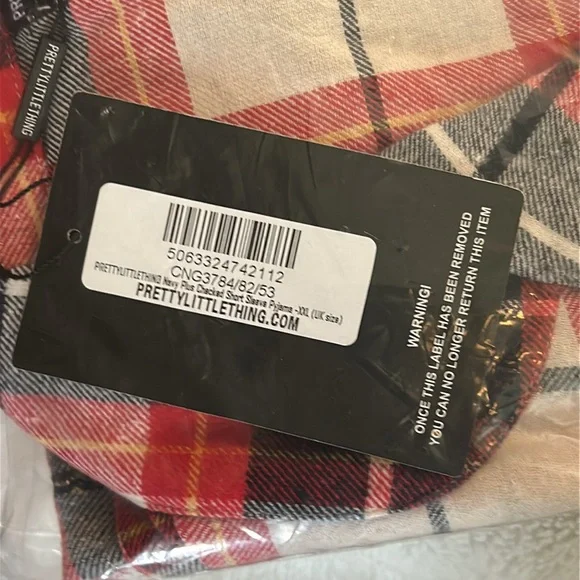 PRETTYLITTLETHING
5063324742112
CNG3784/82/53
PRETTYLITTLETHING Navy Plus Checked Short Sleeve Pyjama -XXL (UK size)
PRETTYLITTLETHING.COM
WARNING!
ONCE THIS LABEL HAS BEEN REMOVED
YOU CAN NO LONGER RETURN THIS ITEM